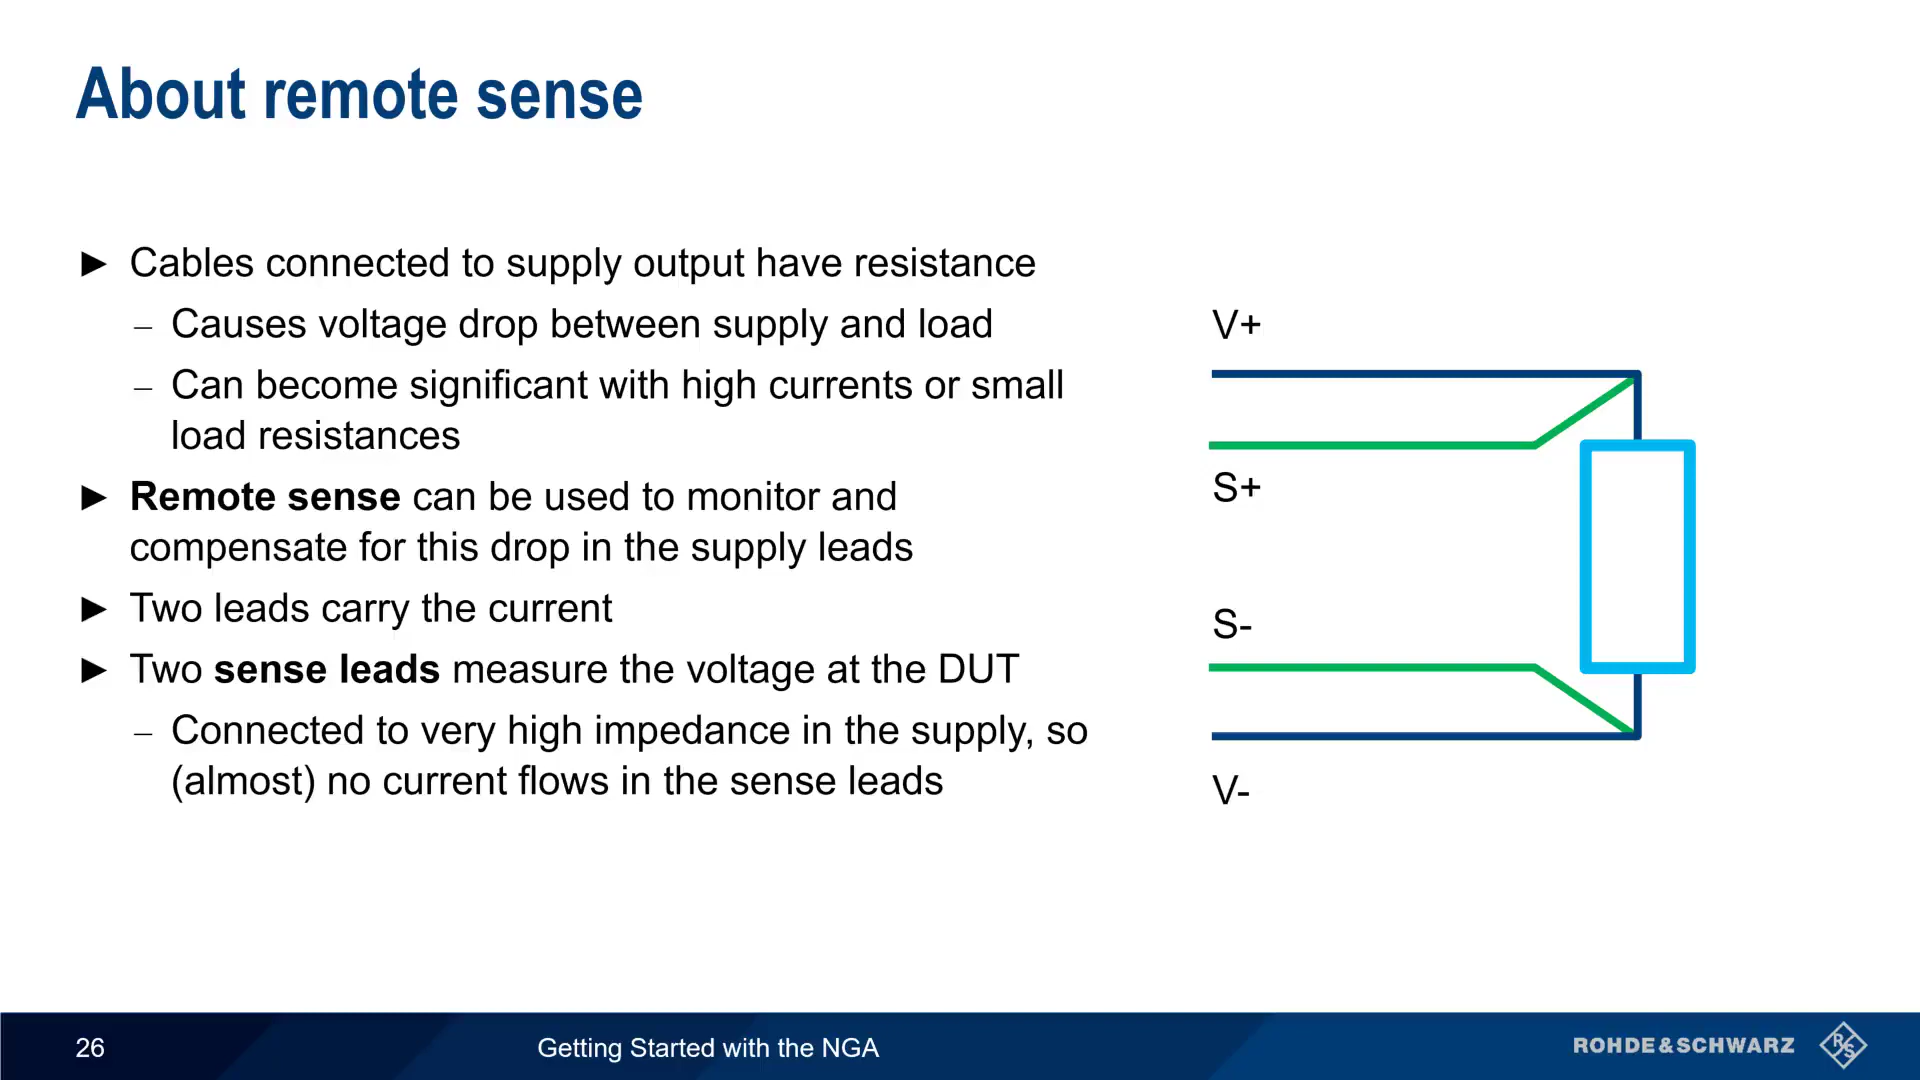 About remote sense
► Cables connected to supply output have resistance
– Causes voltage drop between supply and load
– Can become significant with high currents or small
load resistances
► Remote sense can be used to monitor and
compensate for this drop in the supply leads
► Two leads carry the current
► Two sense leads measure the voltage at the DUT
– Connected to very high impedance in the supply, so
(almost) no current flows in the sense leads
V+
S+
S-
V-
26
Getting Started with the NGA
ROHDE&SCHWARZ
R&S